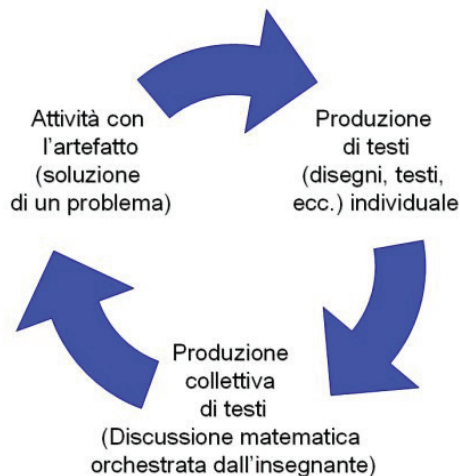 Attività con
l'artefatto
(soluzione
di un problema)
Produzione
di testi
(disegni, testi,
ecc.) individuale
Produzione
collettiva
di testi
(Discussione matematica
orchestrata dall'insegnante)